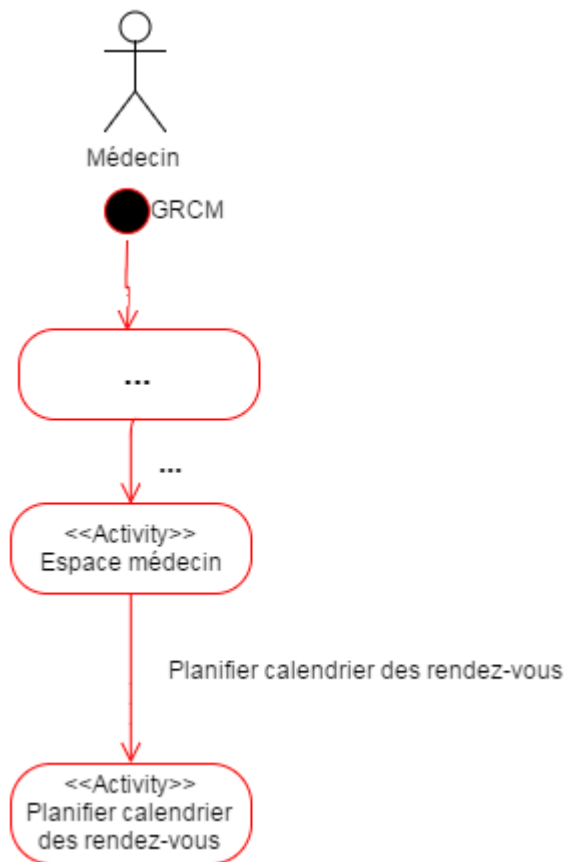 Médecin
GRCM
...
...
<<Activity>>
Espace médecin
Planifier calendrier des rendez-vous
<<Activity>>
Planifier calendrier
des rendez-vous